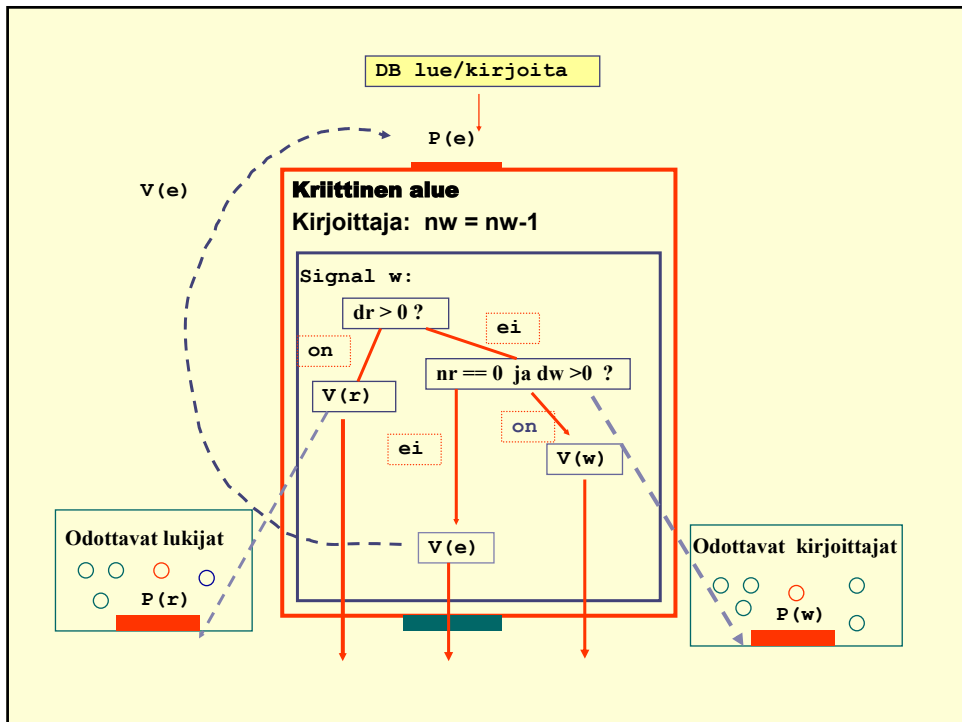 DB lue/kirjoita
P(e)
V(e)
Kriittinen alue
Kirjoittaja: nw = nw-1
Signal w:
dr > 0 ?
ei
on
nr == 0 ja dw >0 ?
V(r)
on
ei
V(w)
V(e)
Odottavat lukijat
P(r)
Odottavat kirjoittajat
P(w)